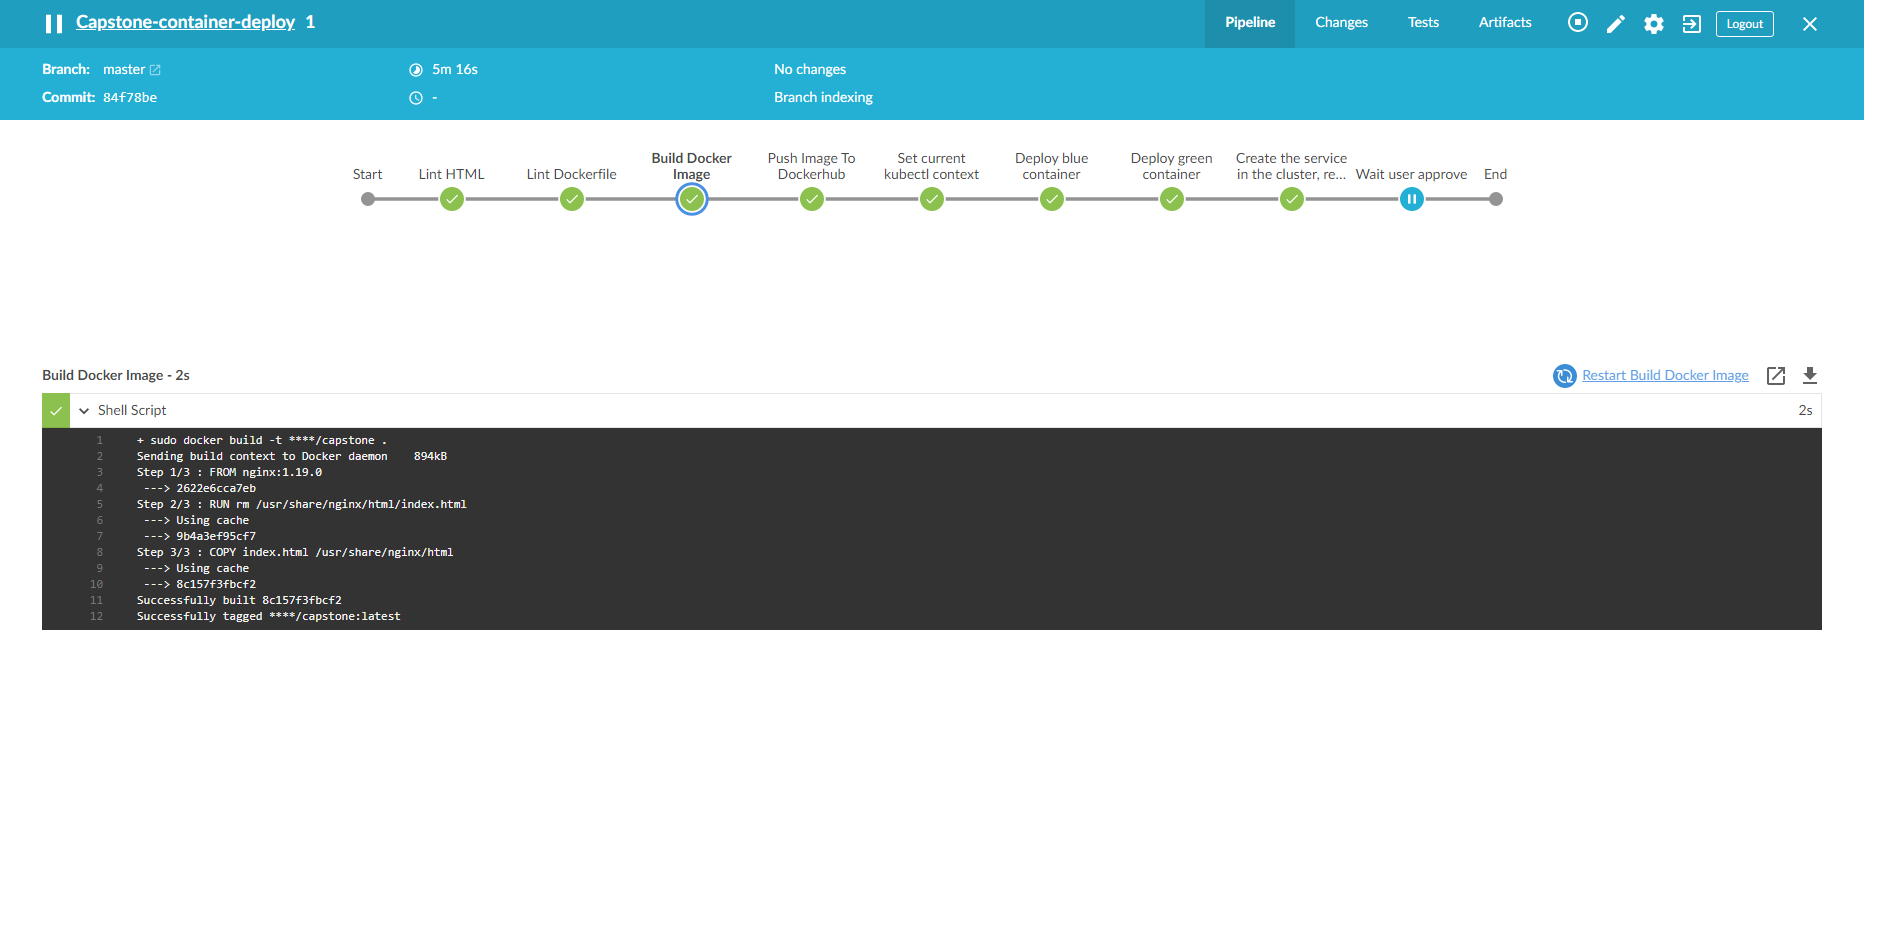 Capstone-container-deploy 1
Pipeline Changes Tests Artifacts Logout
Branch: master 5m 16s No changes
Commit: 84f78be - Branch indexing
Start
Lint HTML
Lint Dockerfile
Build Docker
Image
Push Image To
Dockerhub
Set current
kubectl context
Deploy blue
container
Deploy green
container
Create the service
in the cluster, re...
Wait user approve
End
Build Docker Image - 2s
Restart Build Docker Image
Shell Script 2s
1 + sudo docker build -t ****/capstone .
2 Sending build context to Docker daemon 894kB
3 Step 1/3 : FROM nginx:1.19.0
4 ---> 2622e6cca7eb
5 Step 2/3 : RUN rm /usr/share/nginx/html/index.html
6 ---> Using cache
7 ---> 9b4a3ef95cf7
8 Step 3/3 : COPY index.html /usr/share/nginx/html
9 ---> Using cache
10 ---> 8c157f3fbcf2
11 Successfully built 8c157f3fbcf2
12 Successfully tagged ****/capstone:latest